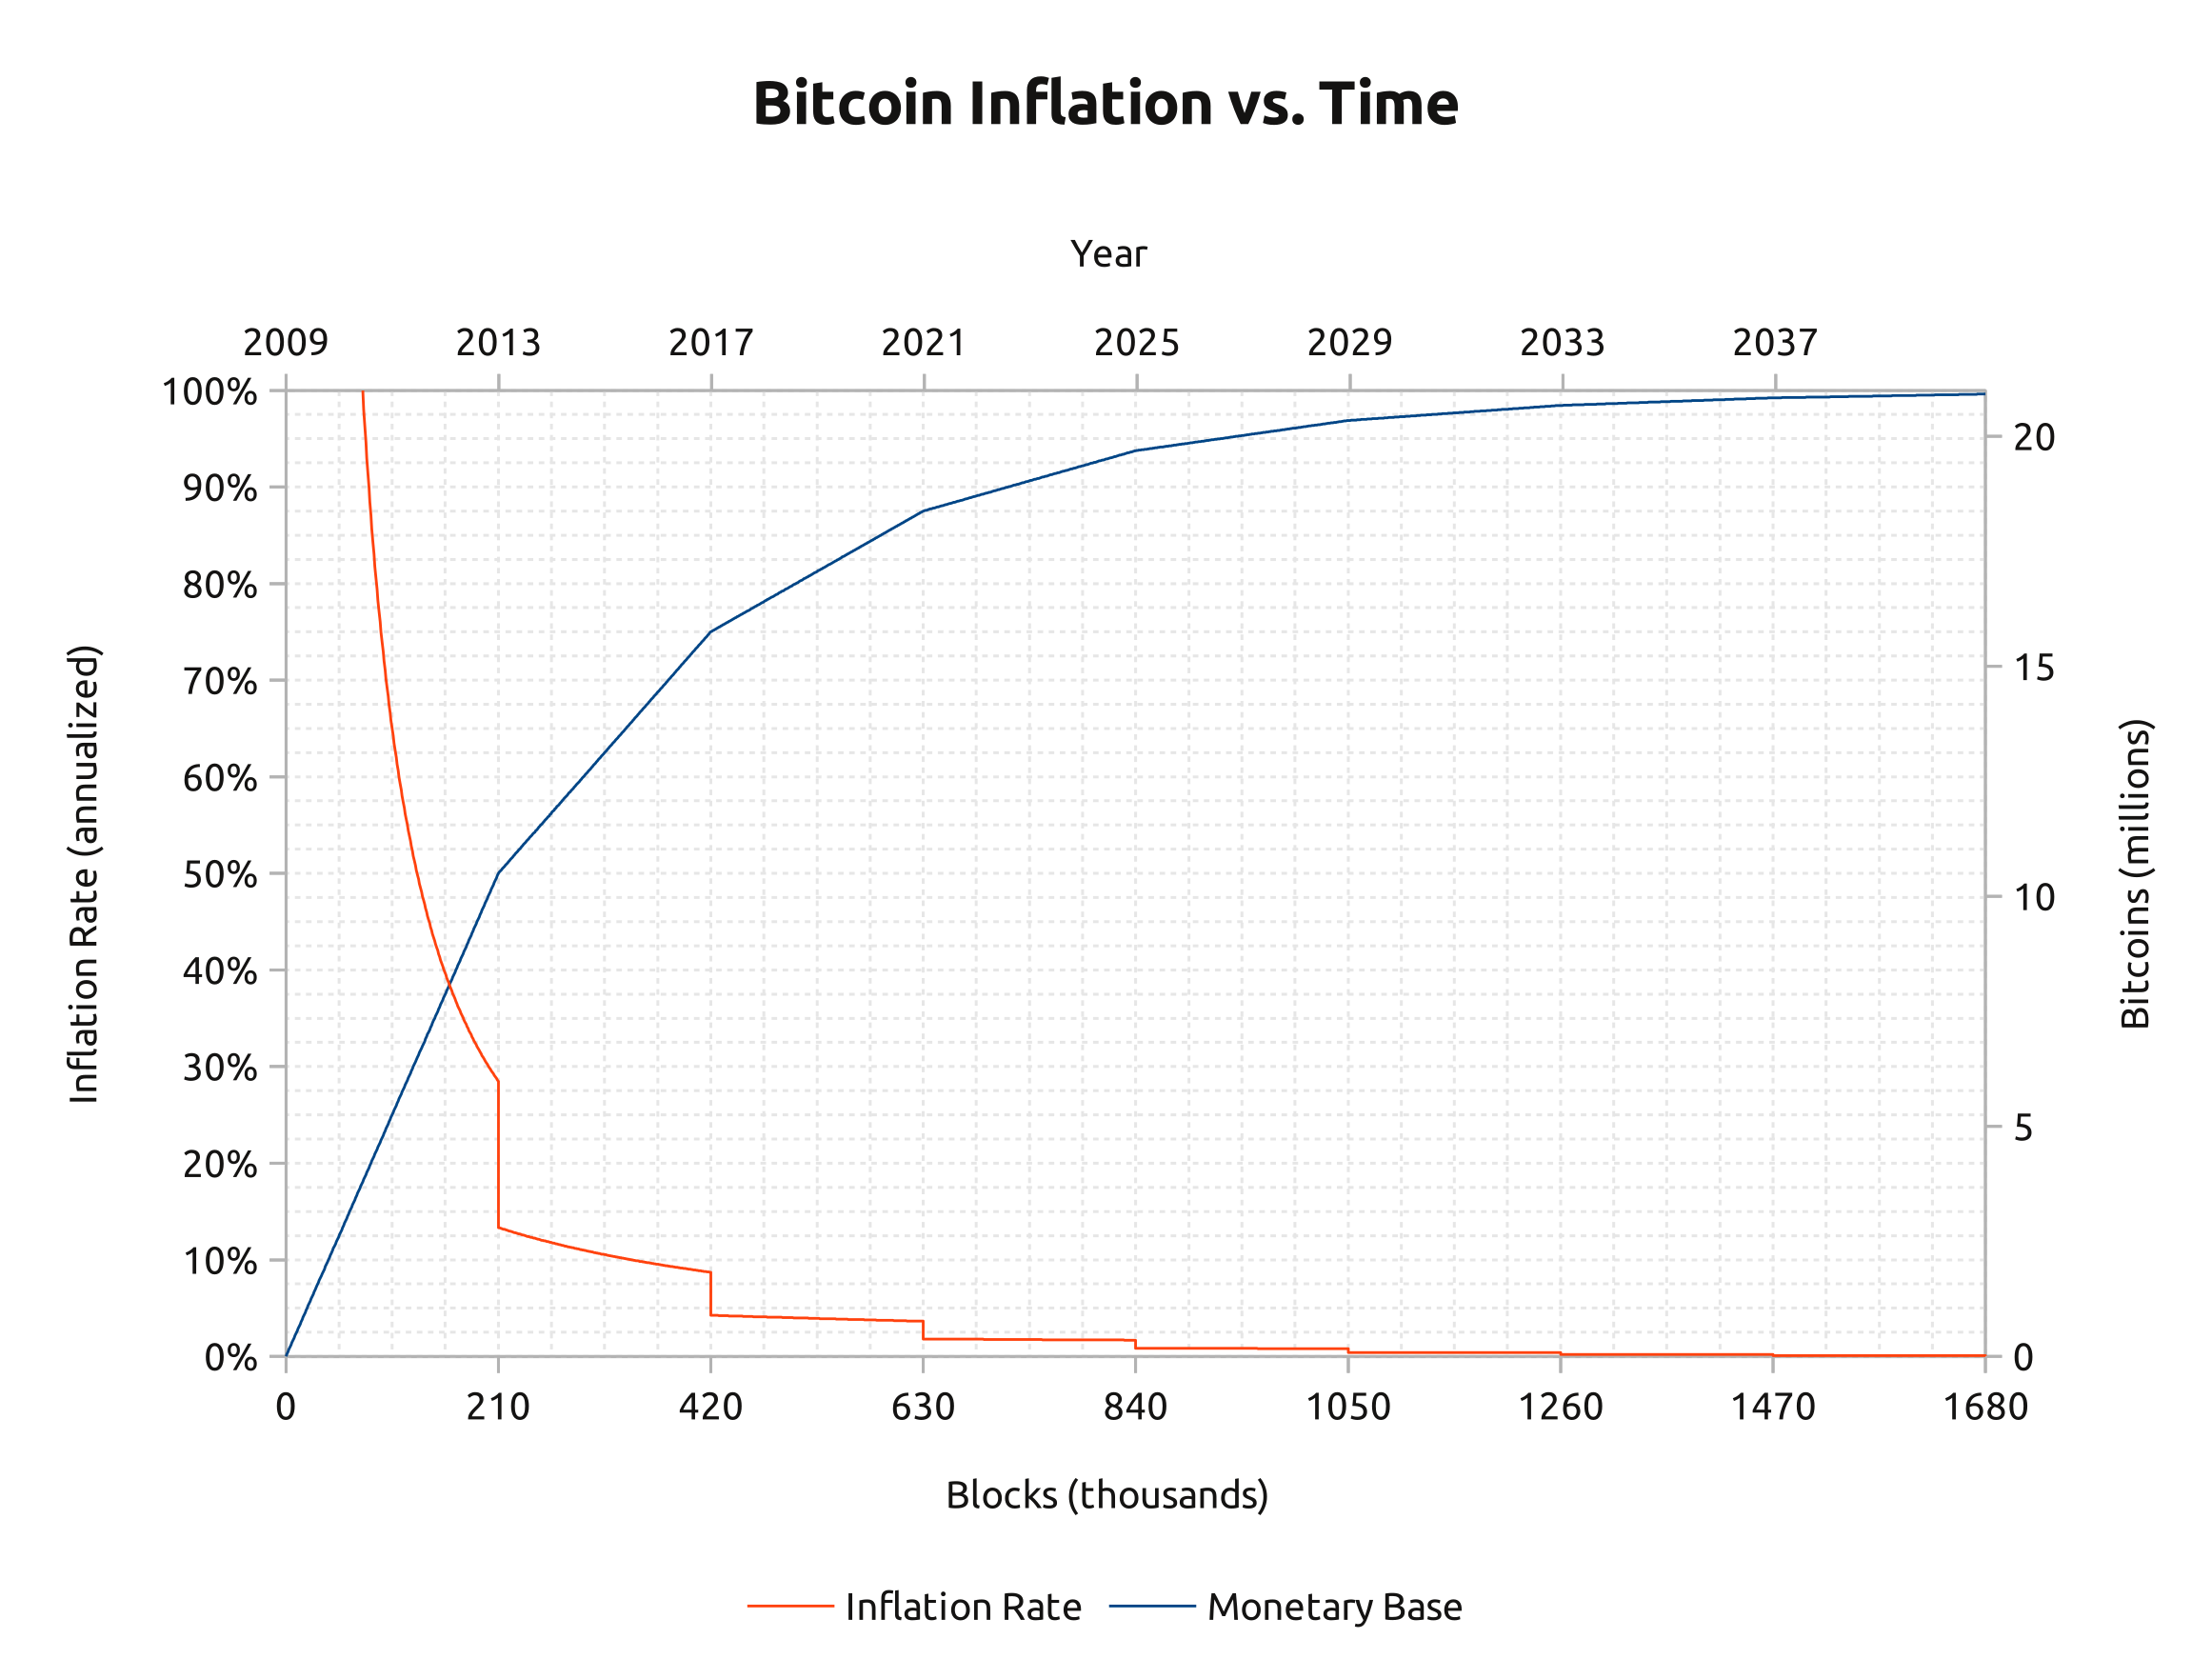 Bitcoin Inflation vs. Time
Year
2009 2013 2017 2021 2025 2029 2033 2037
100%
90%
80%
70%
60%
50%
40%
30%
20%
10%
0%
Inflation Rate (annualized)
20
15
10
5
0
Bitcoins (millions)
0 210 420 630 840 1050 1260 1470 1680
Blocks (thousands)
Inflation Rate Monetary Base